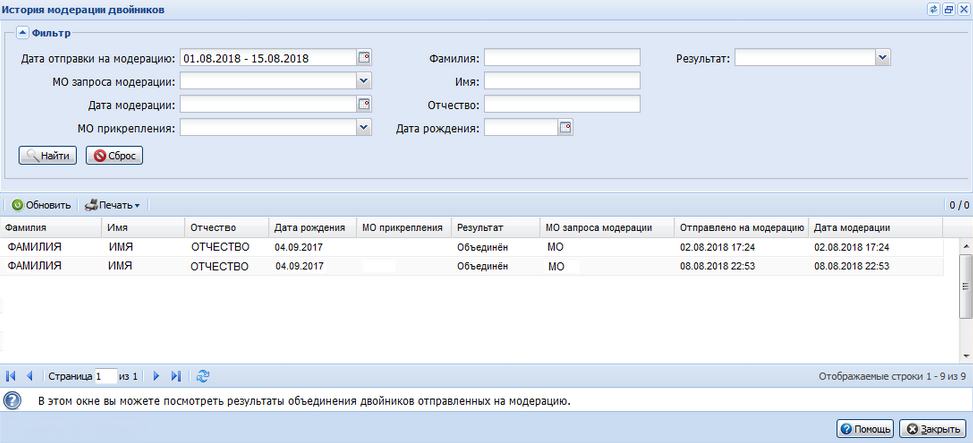 История модерации двойников
Фильтр
Дата отправки на модерацию: 01.08.2018 - 15.08.2018 Фамилия: Результат:
МО запроса модерации: Имя:
Дата модерации: Отчество:
МО прикрепления: Дата рождения:
Найти Сброс
Обновить Печать 0 / 0
Фамилия Имя Отчество Дата рождения МО прикрепления Результат МО запроса модерации Отправлено на модерацию Дата модерации
ФАМИЛИЯ ИМЯ ОТЧЕСТВО 04.09.2017 Объединён МО 02.08.2018 17:24 02.08.2018 17:24
ФАМИЛИЯ ИМЯ ОТЧЕСТВО 04.09.2017 Объединён МО 08.08.2018 22:53 08.08.2018 22:53
Страница 1 из 1 Отображаемые строки 1 - 9 из 9
В этом окне вы можете посмотреть результаты объединения двойников отправленных на модерацию.
Помощь Закрыть